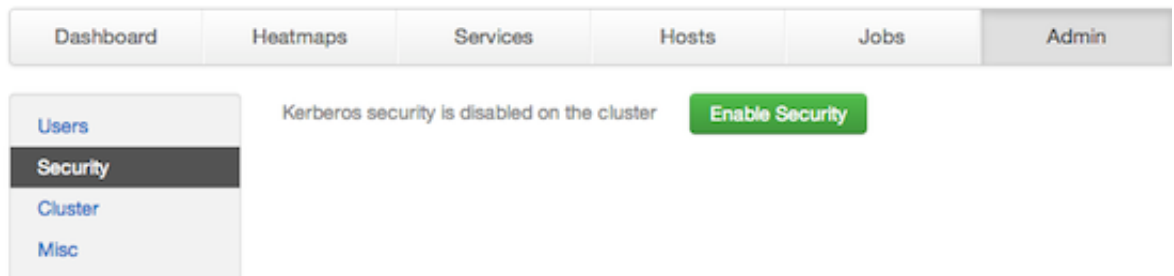 Dashboard Heatmaps Services Hosts Jobs Admin
Users
Security
Cluster
Misc
Kerberos security is disabled on the cluster Enable Security